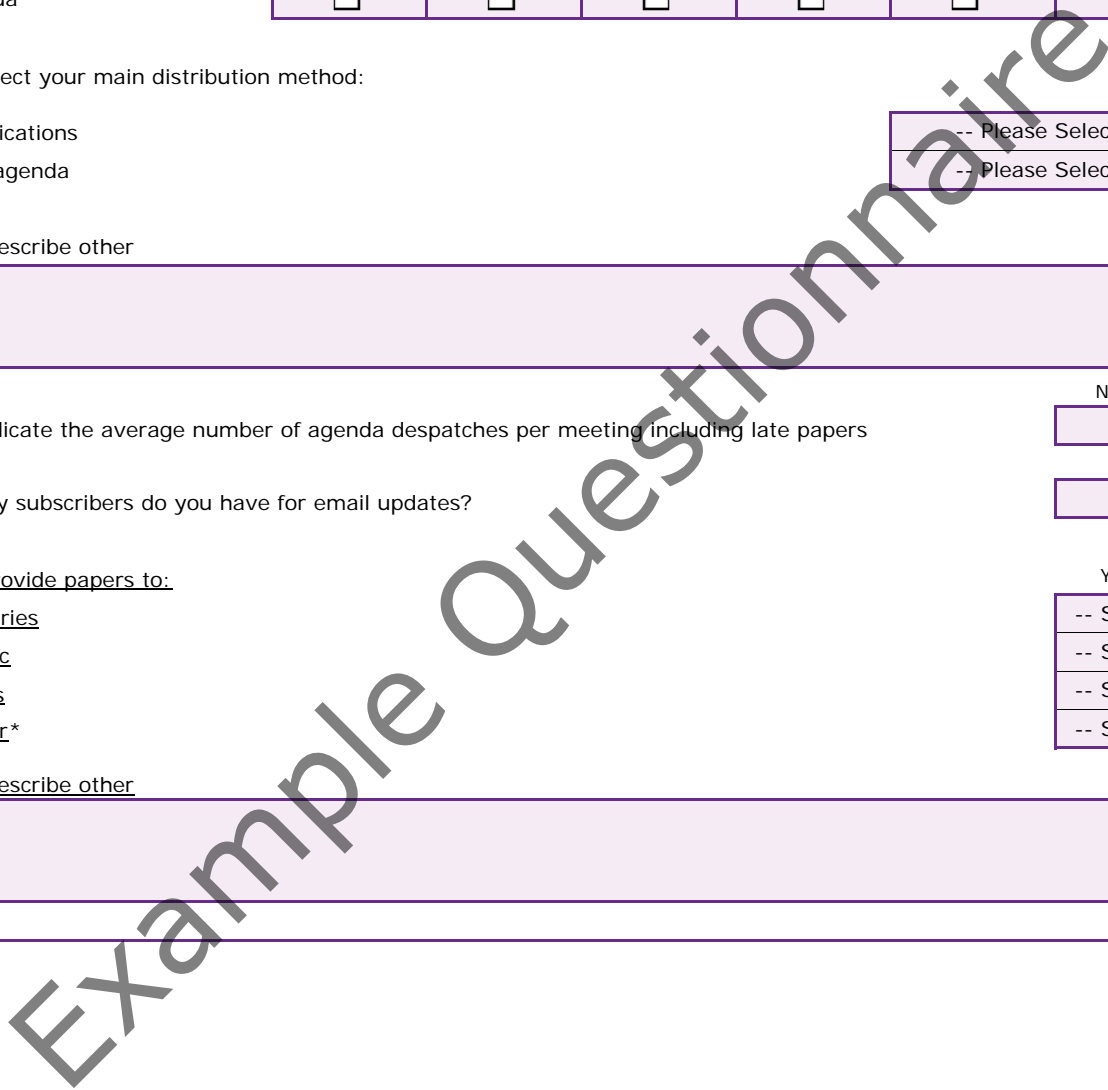 da
ect your main distribution method:
ications
-- Please Selec
agenda
-- Please Selec
escribe other
N
licate the average number of agenda despatches per meeting including late papers
y subscribers do you have for email updates?
ovide papers to:
Y
ries
-- S
c
-- S
s
-- S
r*
-- S
escribe other
Example Questionnaire